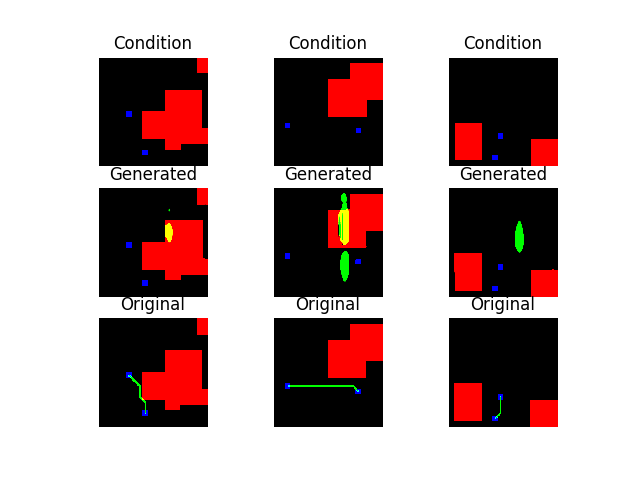 Condition Condition Condition
Generated Generated Generated
Original Original Original